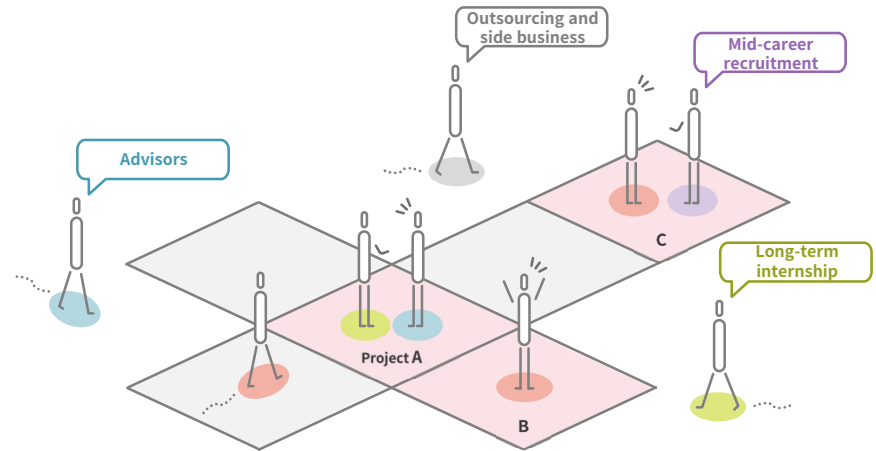 Outsourcing and
side business
Mid-career
recruitment
Advisors
C
Long-term
internship
Project A
B